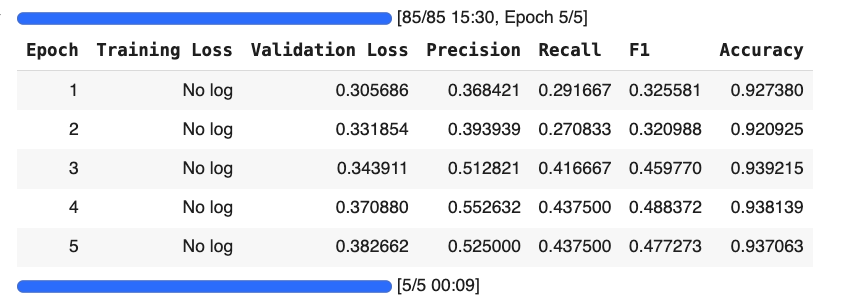 [85/85 15:30, Epoch 5/5]
Epoch Training Loss Validation Loss Precision Recall F1 Accuracy
1 No log 0.305686 0.368421 0.291667 0.325581 0.927380
2 No log 0.331854 0.393939 0.270833 0.320988 0.920925
3 No log 0.343911 0.512821 0.416667 0.459770 0.939215
4 No log 0.370880 0.552632 0.437500 0.488372 0.938139
5 No log 0.382662 0.525000 0.437500 0.477273 0.937063
[5/5 00:09]